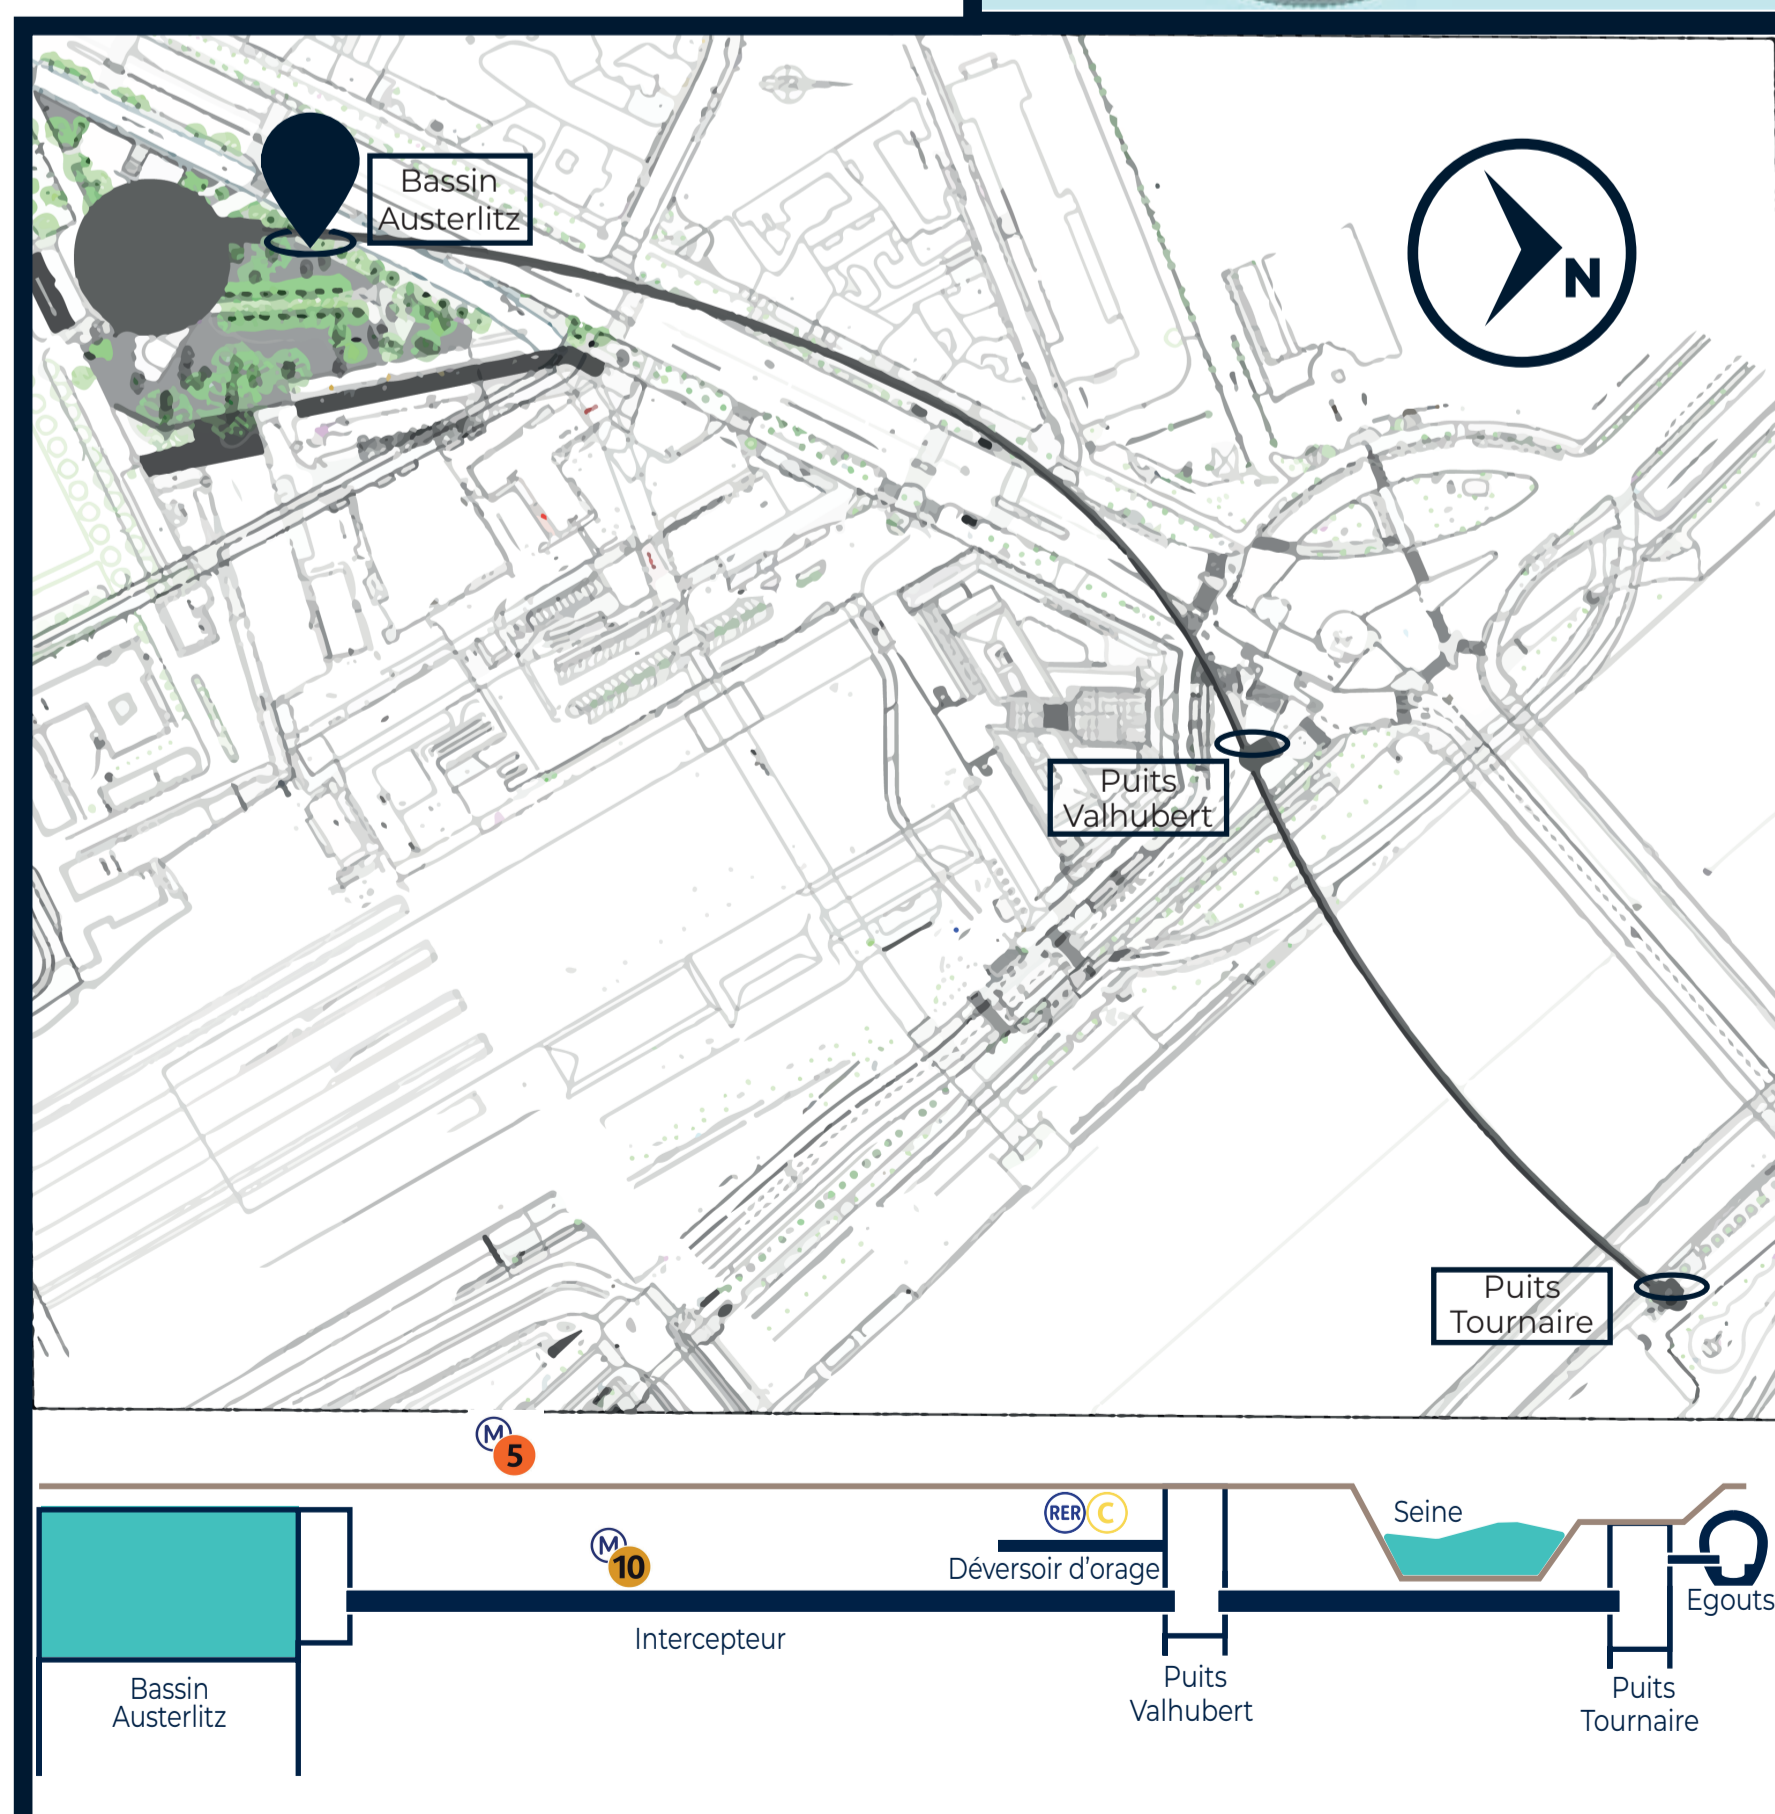 Bassin
Austerlitz
N
Puits
Valhubert
Puits
Tournaire
M
5
RER C
Seine
M
10
Déversoir d'orage
Egouts
Intercepteur
Bassin
Austerlitz
Puits
Valhubert
Puits
Tournaire